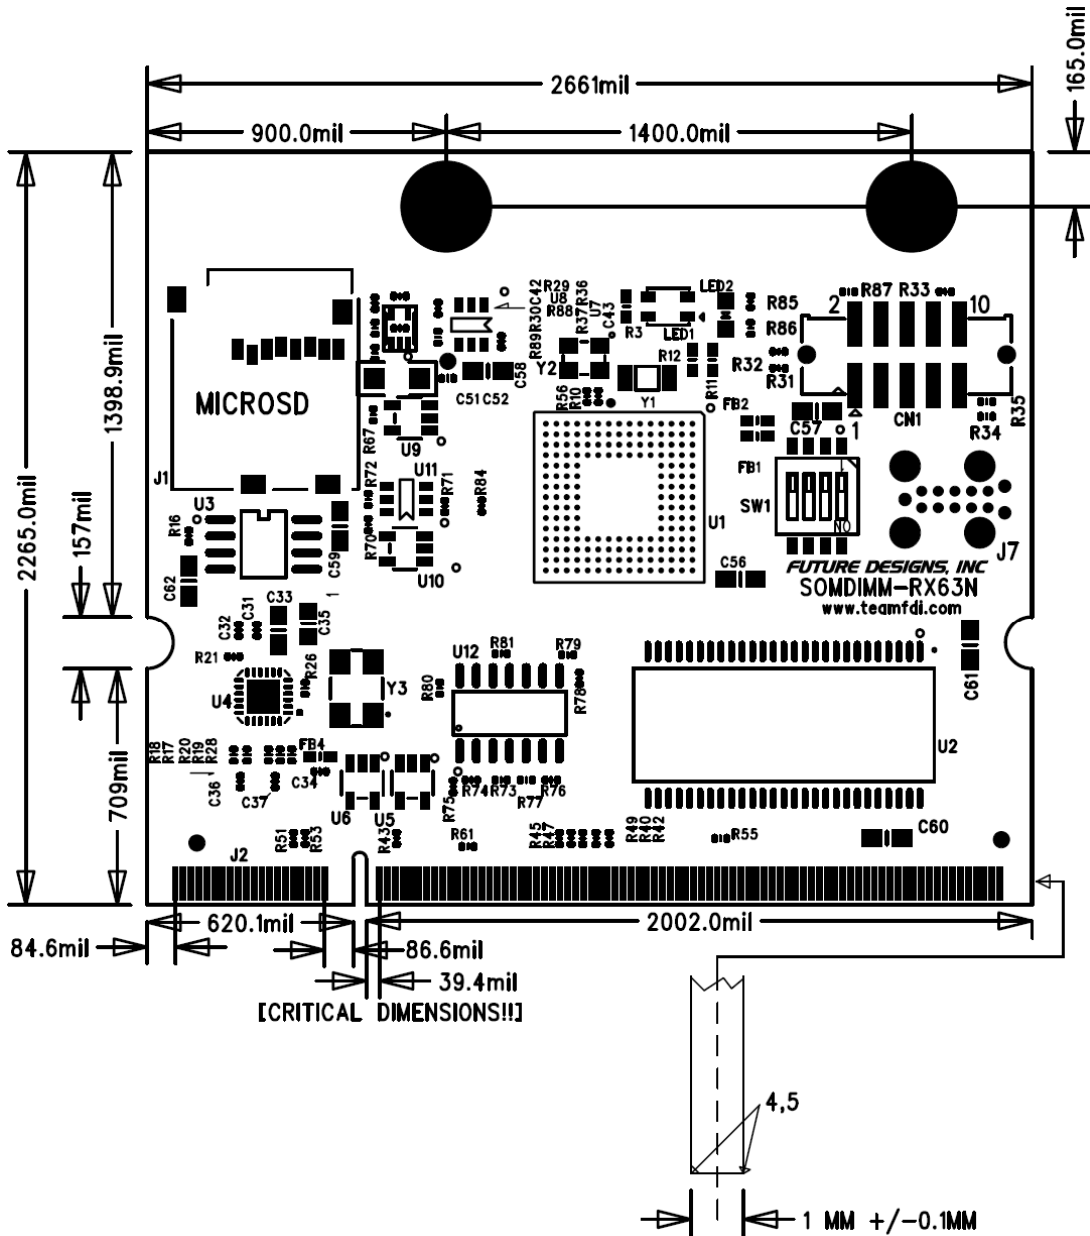 165.0mil
2661mil
900.0mil
1400.0mil
2265.0mil
1398.9mil
157mil
709mil
LED2
R29
U8
R88
R89
R30
C42
R36
R37
U7
C43
R3
LED1
R85
R86
R87
R33
2
10
R12
R32
R31
R11
Y2
Y1
C58
C51
C52
R56
R10
FB2
FB1
C57
1
CN1
R35
R34
MICROSD
J1
R67
U9
R72
U11
R71
R84
R70
U10
U3
R16
C62
C59
U1
SW1
NO
J7
C56
FUTURE DESIGNS, INC
SOMDIMM-RX63N
www.teamfdi.com
C32
C31
C33
C35
1
R21
R26
U4
Y3
U12
R81
R79
R80
R78
C61
U2
R18
R17
R20
R19
R28
FB4
C36
C37
C34
U6
U5
R75
R74
R73
R77
R76
R51
R53
R43
R61
R45
R47
R49
R40
R42
R55
C60
J2
620.1mil
2002.0mil
84.6mil
86.6mil
39.4mil
[CRITICAL DIMENSIONS!!]
4,5
1 MM +/-0.1MM